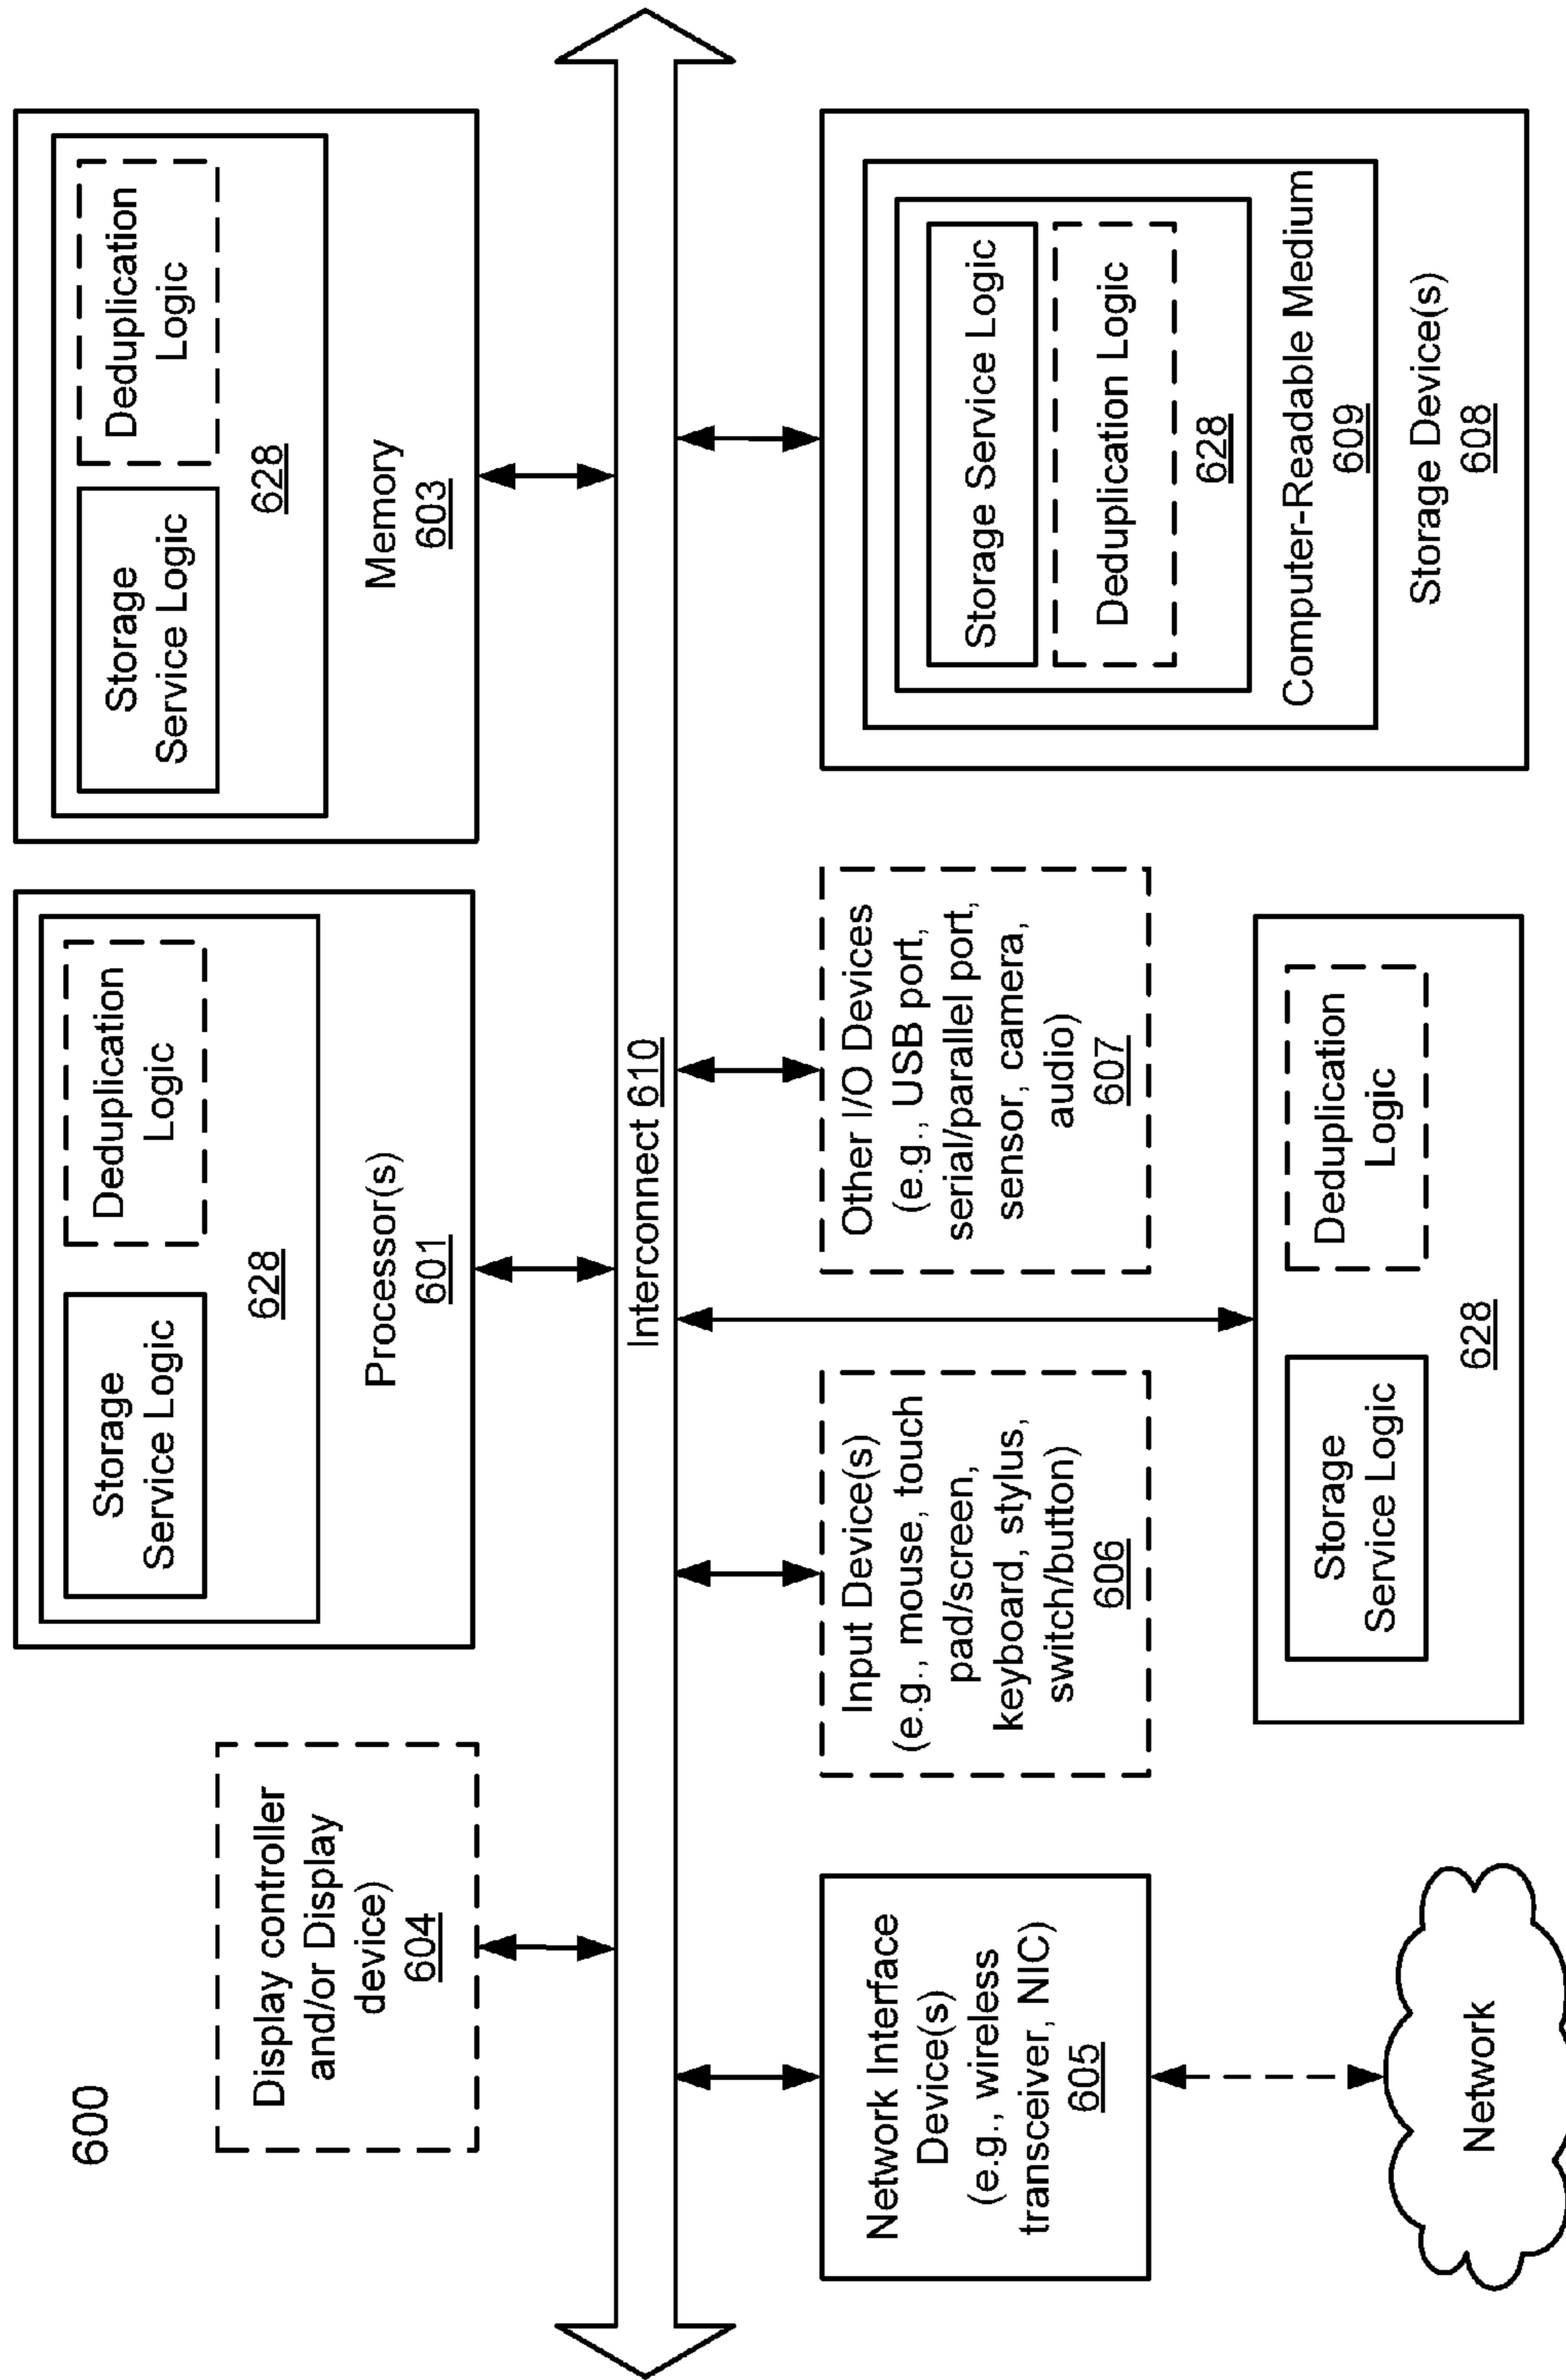 600
Display controller
and/or Display
device)
604
Storage
Service Logic
Deduplication
Logic
628
Processor(s)
601
Storage
Service Logic
Deduplication
Logic
628
Memory
603
Interconnect 610
Network Interface
Device(s)
(e.g., wireless
transceiver, NIC)
605
Input Device(s)
(e.g., mouse, touch
pad/screen,
keyboard, stylus,
switch/button)
606
Other I/O Devices
(e.g., USB port,
serial/parallel port,
sensor, camera,
audio)
607
Storage Service Logic
Deduplication Logic
628
Computer-Readable Medium
609
Storage Device(s)
608
Network
Storage
Service Logic
Deduplication
Logic
628